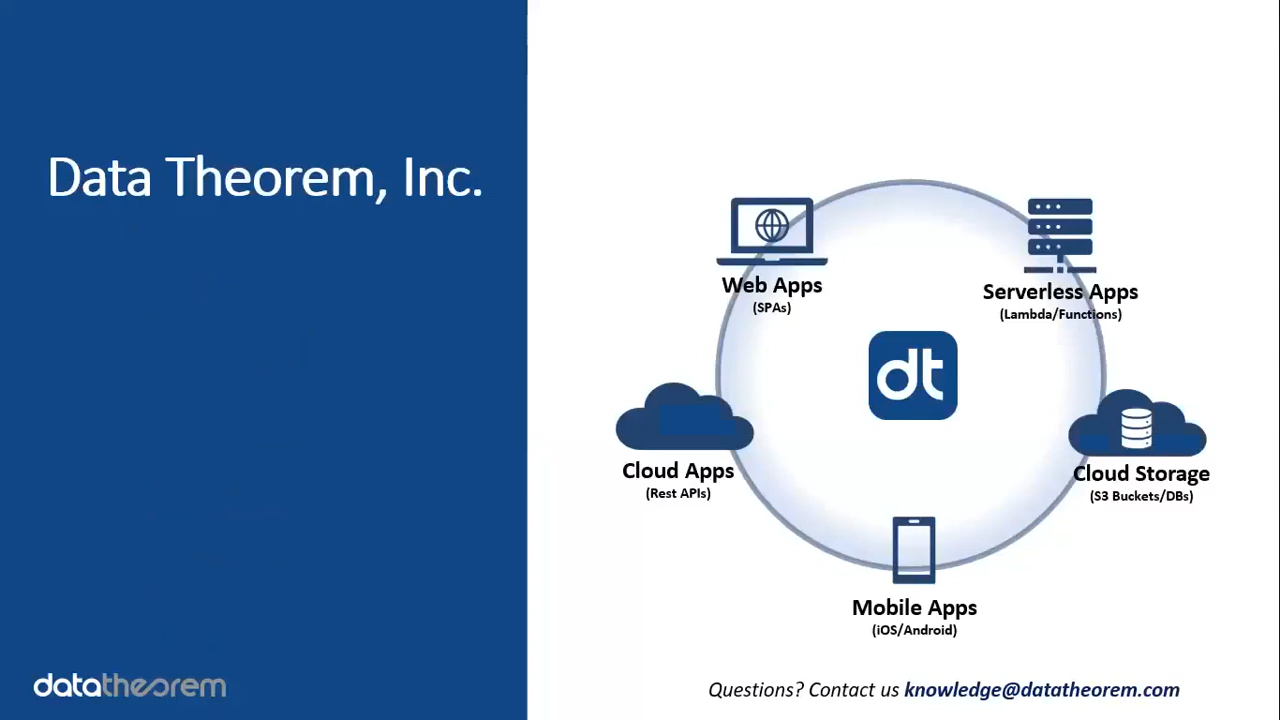 Data Theorem, Inc.
Web Apps
(SPAs)
Serverless Apps
(Lambda/Functions)
dt
Cloud Apps
(Rest APIs)
Cloud Storage
(S3 Buckets/DBs)
Mobile Apps
(iOS/Android)
datatheorem
Questions? Contact us knowledge@datatheorem.com